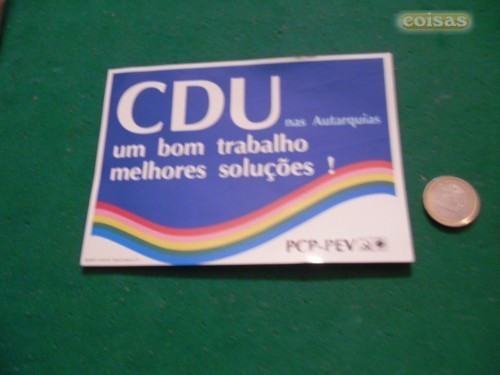 coisas
CDU
nas Autarquias
um bom trabalho
melhores soluções !
PCP-PEV